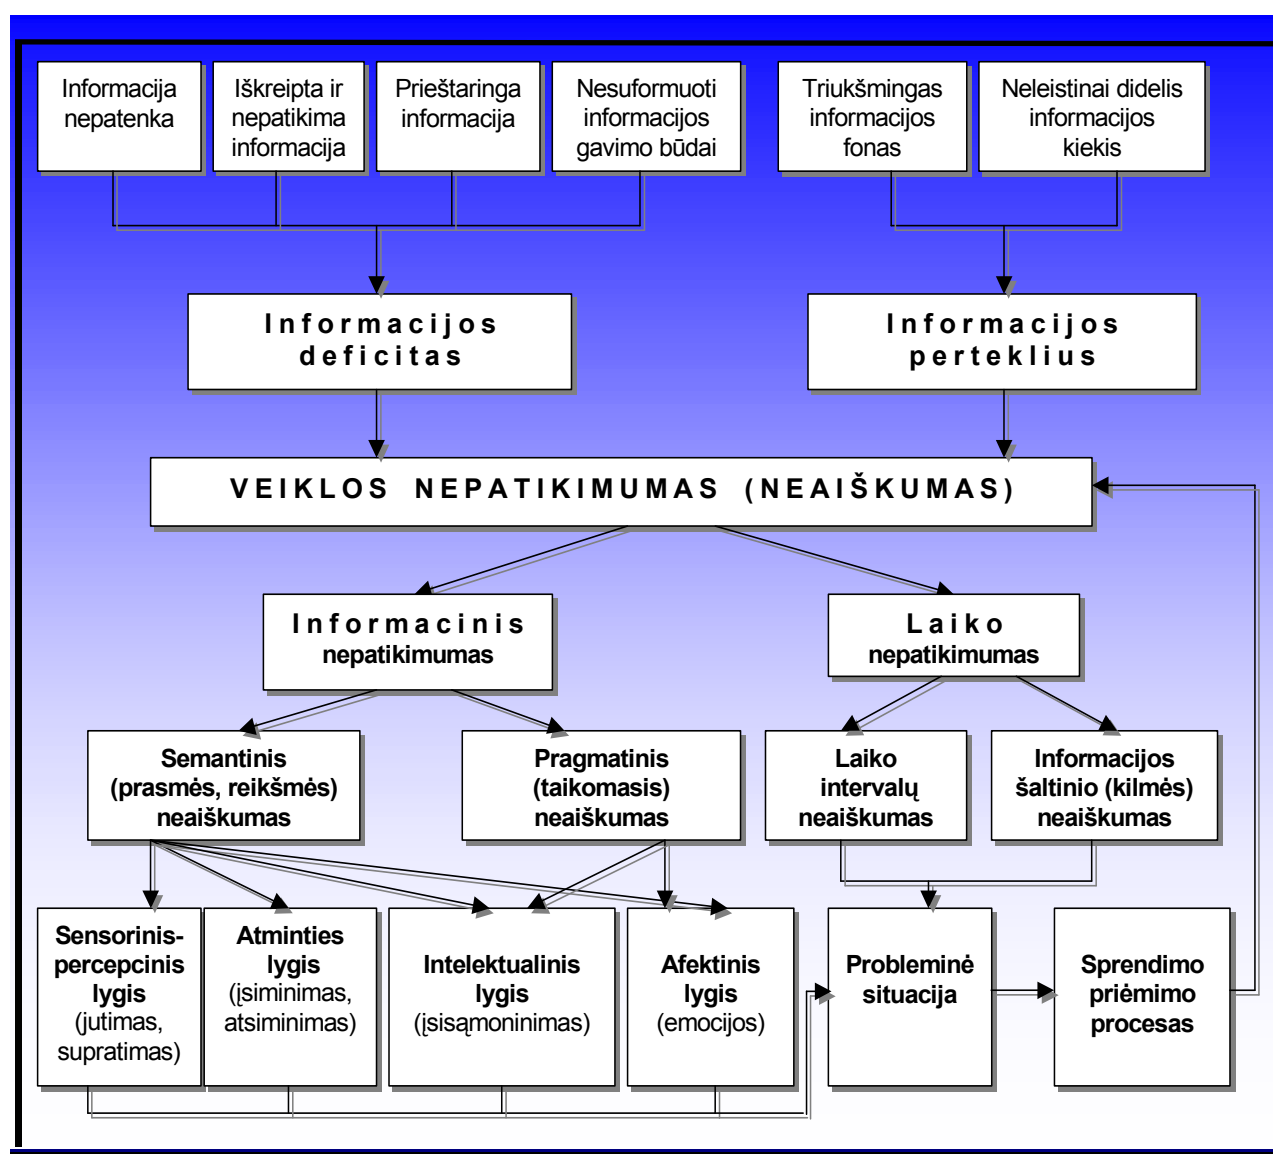 Informacija
nepatenka
Iškreipta ir
nepatikima
informacija
Prieštaringa
informacija
Nesuformuoti
informacijos
gavimo būdai
Triukšmingas
informacijos
fonas
Neleistinai didelis
informacijos
kiekis
Informacijos
deficitas
Informacijos
perteklius
VEIKLOS NEPATIKIMUMAS (NEAIŠKUMAS)
Informacinis
nepatikimumas
Laiko
nepatikimumas
Semantinis
(prasmės, reikšmės)
neaiškumas
Pragmatinis
(taikomasis)
neaiškumas
Laiko
intervalų
neaiškumas
Informacijos
šaltinio (kilmės)
neaiškumas
Sensorinis-
percepcinis
lygis
(jutimas,
supratimas)
Atminties
lygis
(įsiminimas,
atsiminimas)
Intelektualinis
lygis
(įsisąmoninimas)
Afektinis
lygis
(emocijos)
Probleminė
situacija
Sprendimo
priėmimo
procesas